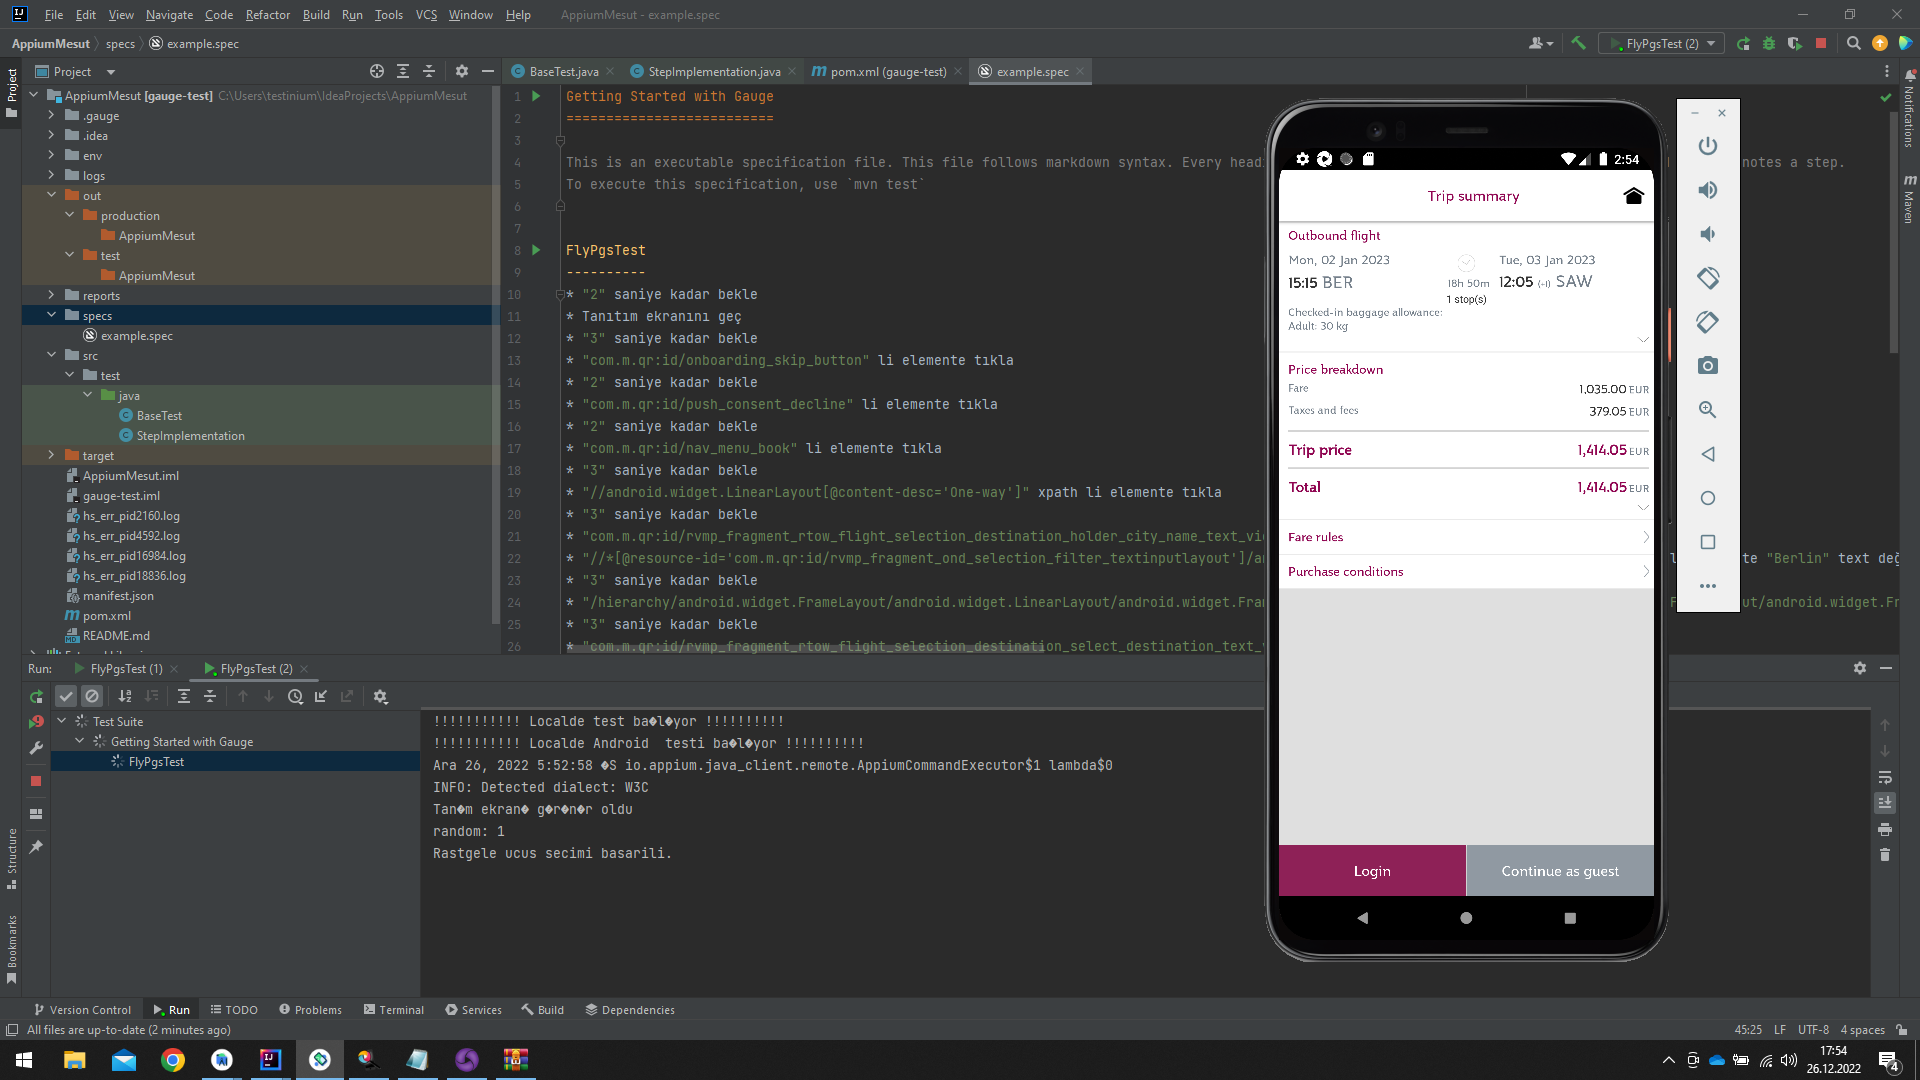 File Edit View Navigate Code Refactor Build Run Tools VCS Window Help AppiumMesut - example.spec
AppiumMesut specs example.spec
FlyPgsTest (2)
Project
Project
BaseTest.java StepImplementation.java pom.xml (gauge-test) example.spec
AppiumMesut [gauge-test] C:\Users\testinium\IdeaProjects\AppiumMesut
.gauge
.idea
env
logs
out
production
AppiumMesut
test
AppiumMesut
reports
specs
example.spec
src
test
java
BaseTest
StepImplementation
target
AppiumMesut.iml
gauge-test.iml
hs_err_pid2160.log
hs_err_pid4592.log
hs_err_pid16984.log
hs_err_pid18836.log
manifest.json
pom.xml
README.md
1 Getting Started with Gauge
2 ==========================
3
4 This is an executable specification file. This file follows markdown syntax. Every headi notes a step.
5 To execute this specification, use `mvn test`
6
7
8 FlyPgsTest
9 ----------
10 * "2" saniye kadar bekle
11 * Tanıtım ekranını geç
12 * "3" saniye kadar bekle
13 * "com.m.qr:id/onboarding_skip_button" li elemente tıkla
14 * "2" saniye kadar bekle
15 * "com.m.qr:id/push_consent_decline" li elemente tıkla
16 * "2" saniye kadar bekle
17 * "com.m.qr:id/nav_menu_book" li elemente tıkla
18 * "3" saniye kadar bekle
19 * "//android.widget.LinearLayout[@content-desc='One-way']" xpath li elemente tıkla
20 * "3" saniye kadar bekle
21 * "com.m.qr:id/rvmp_fragment_rtow_flight_selection_destination_holder_city_name_text_vi
22 * "//*[@resource-id='com.m.qr:id/rvmp_fragment_ond_selection_filter_textinputlayout']/a te "Berlin" text değ
23 * "3" saniye kadar bekle
24 * "/hierarchy/android.widget.FrameLayout/android.widget.LinearLayout/android.widget.Fra ut/android.widget.Fr
25 * "3" saniye kadar bekle
26 * "com.m.qr:id/rvmp_fragment_rtow_flight_selection_destination_select_destination_text_
Notifications
Maven
2:54
Trip summary
Outbound flight
Mon, 02 Jan 2023 Tue, 03 Jan 2023
15:15 BER 18h 50m 12:05 (+1) SAW
1 stop(s)
Checked-in baggage allowance:
Adult: 30 kg
Price breakdown
Fare 1,035.00 EUR
Taxes and fees 379.05 EUR
Trip price 1,414.05 EUR
Total 1,414.05 EUR
Fare rules
Purchase conditions
Login Continue as guest
Run: FlyPgsTest (1) FlyPgsTest (2)
Test Suite
Getting Started with Gauge
FlyPgsTest
!!!!!!!!!!! Localde test ba�l�yor !!!!!!!!!!
!!!!!!!!!!! Localde Android  testi ba�l�yor !!!!!!!!!!
Ara 26, 2022 5:52:58 �S io.appium.java_client.remote.AppiumCommandExecutor$1 lambda$0
INFO: Detected dialect: W3C
Tan�m ekran� g�r�n�r oldu
random: 1
Rastgele ucus secimi basarili.
Structure
Bookmarks
Version Control Run TODO Problems Terminal Services Build Dependencies
All files are up-to-date (2 minutes ago) 45:25 LF UTF-8 4 spaces
17:54
26.12.2022
4